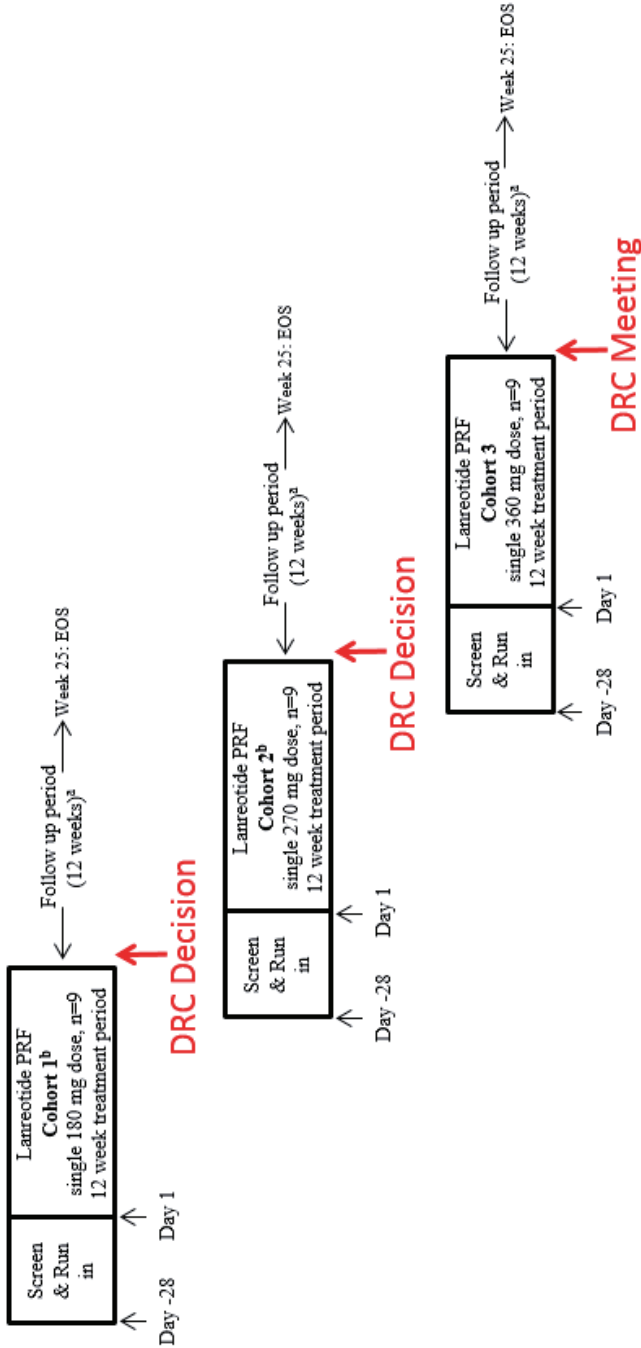 Screen
& Run
in
Lanreotide PRF
Cohort 1ᵇ
single 180 mg dose, n=9
12 week treatment period
Follow up period
(12 weeks)ᵃ
Week 25: EOS
Day -28
Day 1
DRC Decision
Screen
& Run
in
Lanreotide PRF
Cohort 2ᵇ
single 270 mg dose, n=9
12 week treatment period
Follow up period
(12 weeks)ᵃ
Week 25: EOS
Day -28
Day 1
DRC Decision
Screen
& Run
in
Lanreotide PRF
Cohort 3
single 360 mg dose, n=9
12 week treatment period
Follow up period
(12 weeks)ᵃ
Week 25: EOS
Day -28
Day 1
DRC Meeting